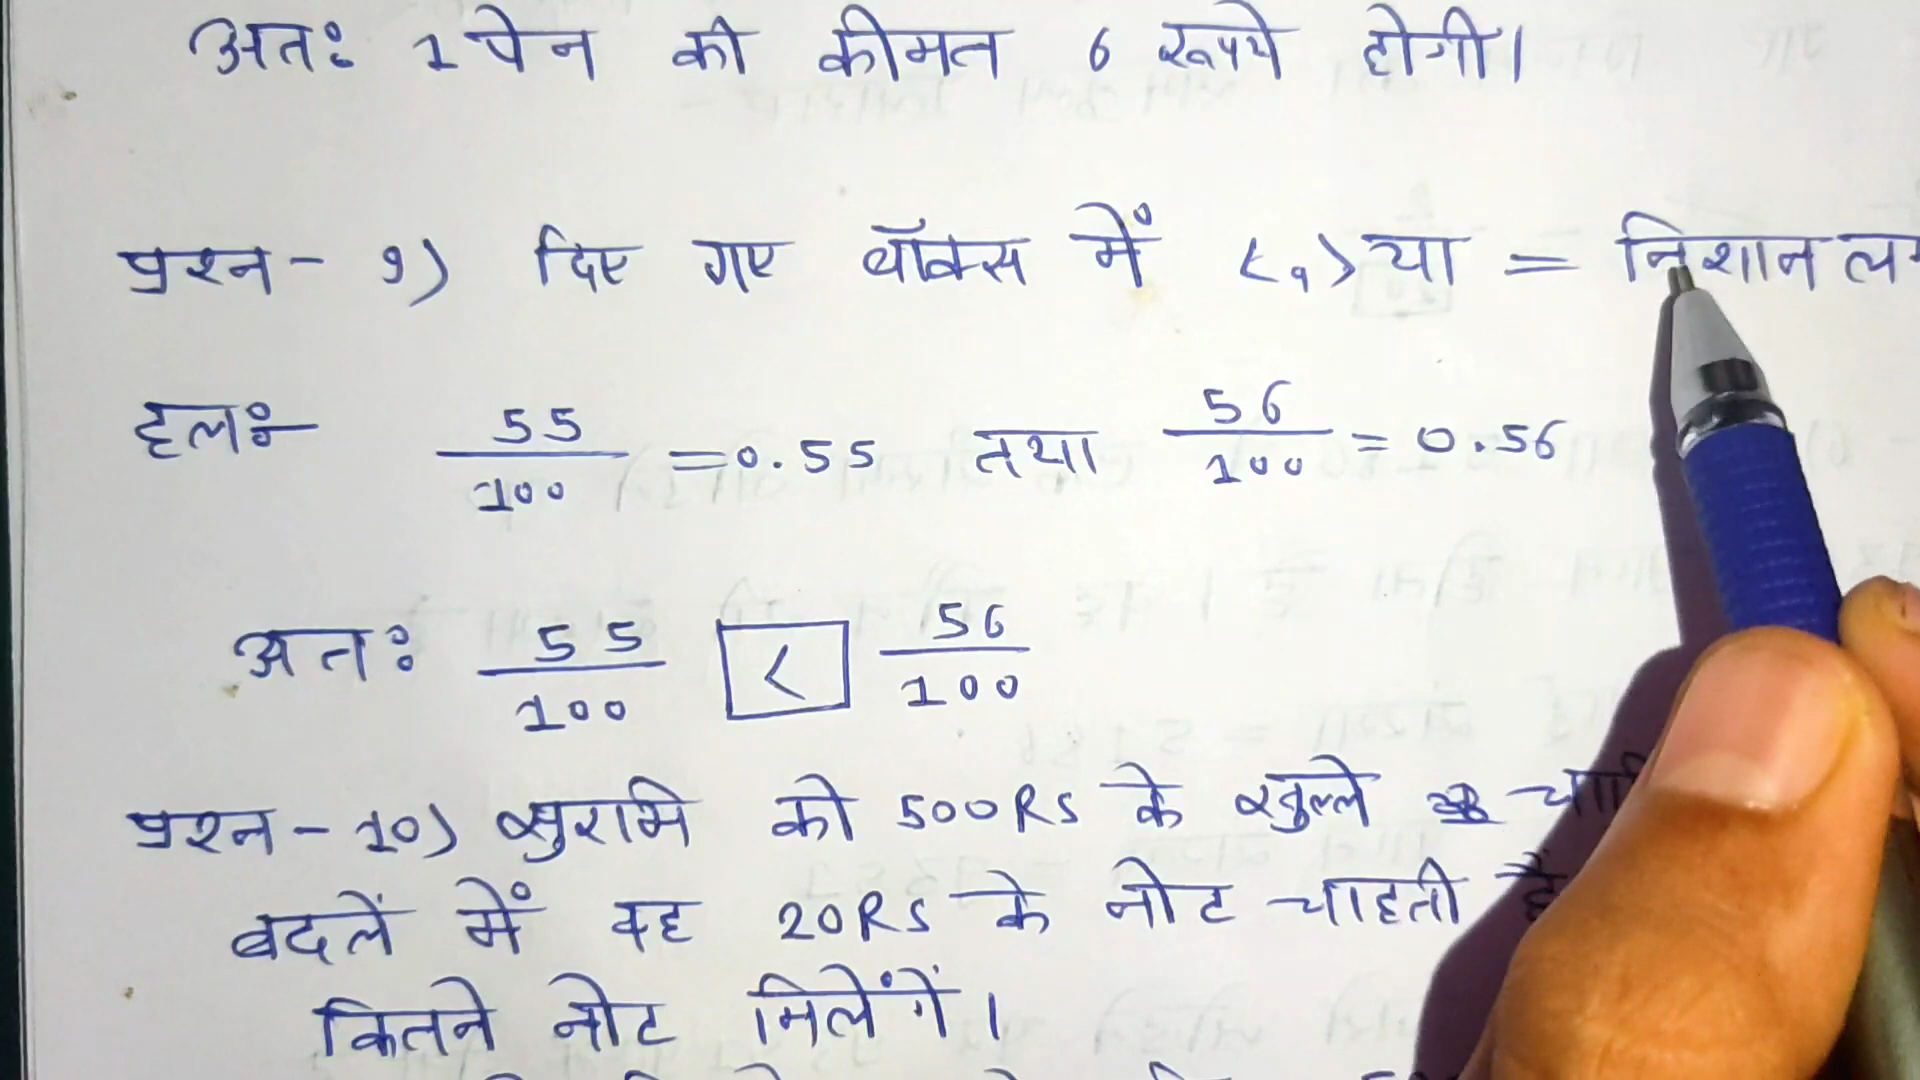 अतः 1 पेन की कीमत 6 रूपये होगी।
प्रश्न - 9) दिए गए बॉक्स में <, > या = निशान
हलः- 55/100 = 0.55 तथा 56/100 = 0.56
अतः 55/100 < 56/100
प्रश्न - 10) सुरभि को 500RS के खुल्ले
बदलें में वह 20RS के नोट चाहती है
कितने नोट मिलेंगें।